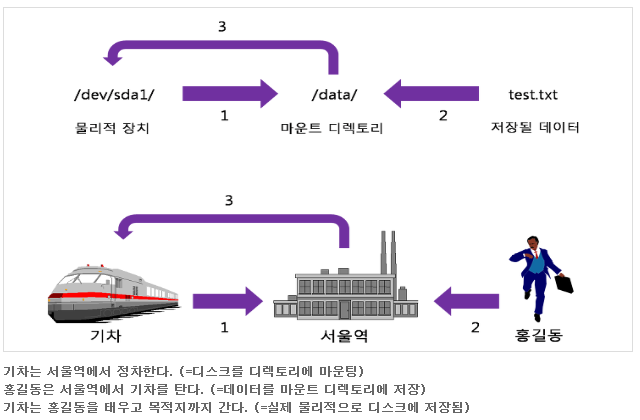 3
/dev/sda1/
1
/data/
2
test.txt
물리적 장치
마운트 디렉토리
저장될 데이터
3
1
2
기차
서울역
홍길동
기차는 서울역에서 정차한다. (=디스크를 디렉토리에 마운팅)
홍길동은 서울역에서 기차를 탄다. (=데이터를 마운트 디렉토리에 저장)
기차는 홍길동을 태우고 목적지까지 간다. (=실제 물리적으로 디스크에 저장됨)